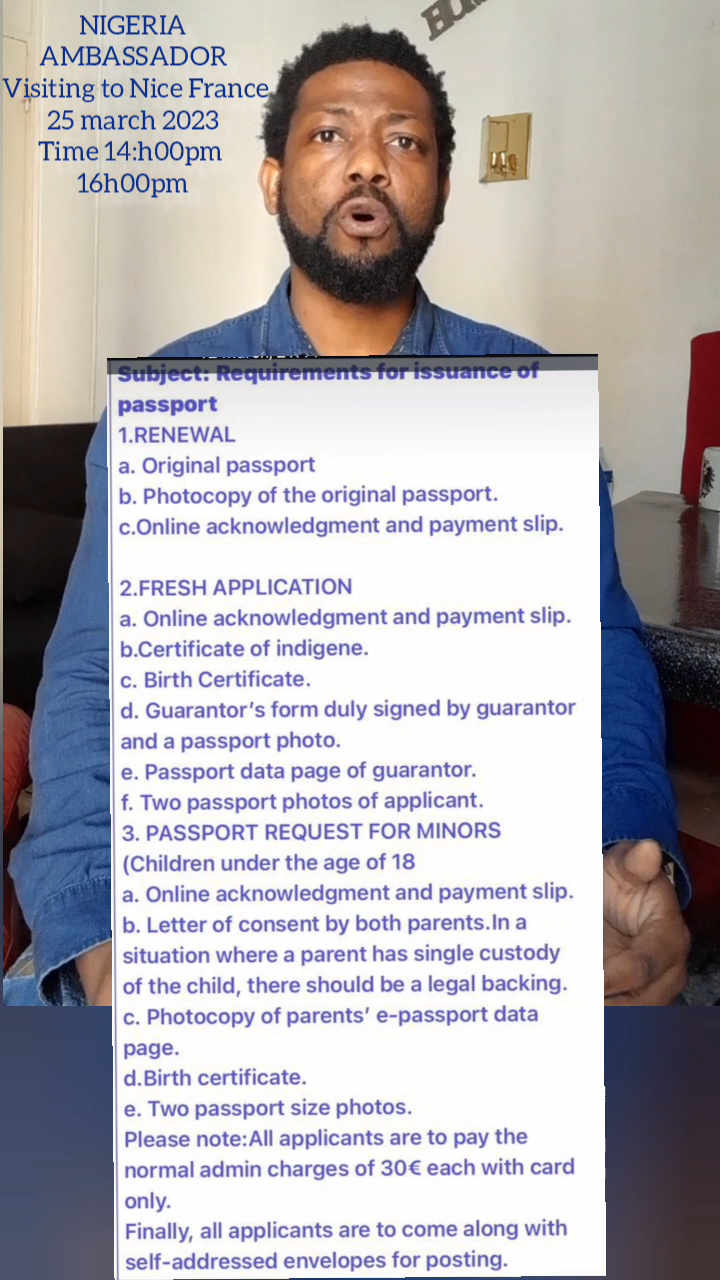 NIGERIA
AMBASSADOR
Visiting to Nice France
25 march 2023
Time 14:h00pm
16h00pm
Subject: Requirements for issuance of
passport
1.RENEWAL
a. Original passport
b. Photocopy of the original passport.
c.Online acknowledgment and payment slip.
2.FRESH APPLICATION
a. Online acknowledgment and payment slip.
b.Certificate of indigene.
c. Birth Certificate.
d. Guarantor's form duly signed by guarantor
and a passport photo.
e. Passport data page of guarantor.
f. Two passport photos of applicant.
3. PASSPORT REQUEST FOR MINORS
(Children under the age of 18
a. Online acknowledgment and payment slip.
b. Letter of consent by both parents.In a
situation where a parent has single custody
of the child, there should be a legal backing.
c. Photocopy of parents' e-passport data
page.
d.Birth certificate.
e. Two passport size photos.
Please note:All applicants are to pay the
normal admin charges of 30€ each with card
only.
Finally, all applicants are to come along with
self-addressed envelopes for posting.